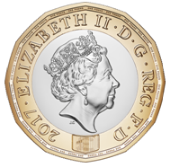 2017 · ELIZABETH II · D · G · REG · F · D ·